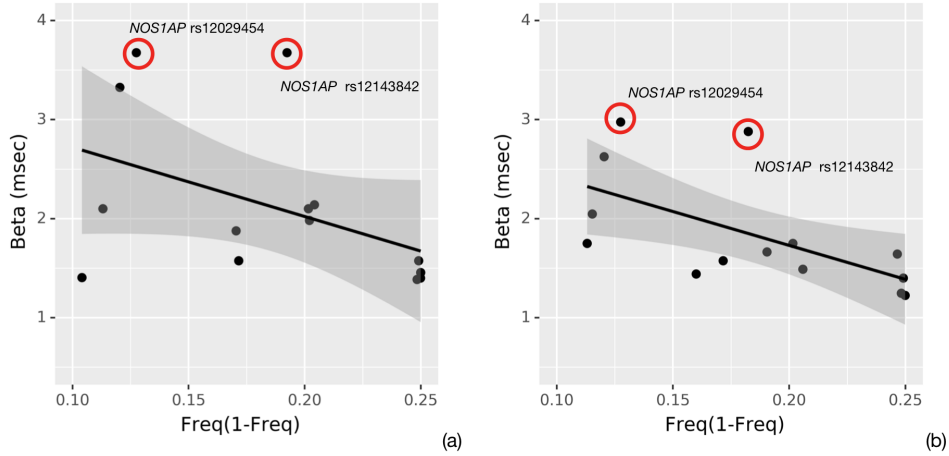 NOS1AP rs12029454
NOS1AP rs12143842
4
3
2
1
Beta (msec)
0.10
0.15
0.20
0.25
Freq(1-Freq)
(a)
NOS1AP rs12029454
NOS1AP rs12143842
4
3
2
1
Beta (msec)
0.10
0.15
0.20
0.25
Freq(1-Freq)
(b)